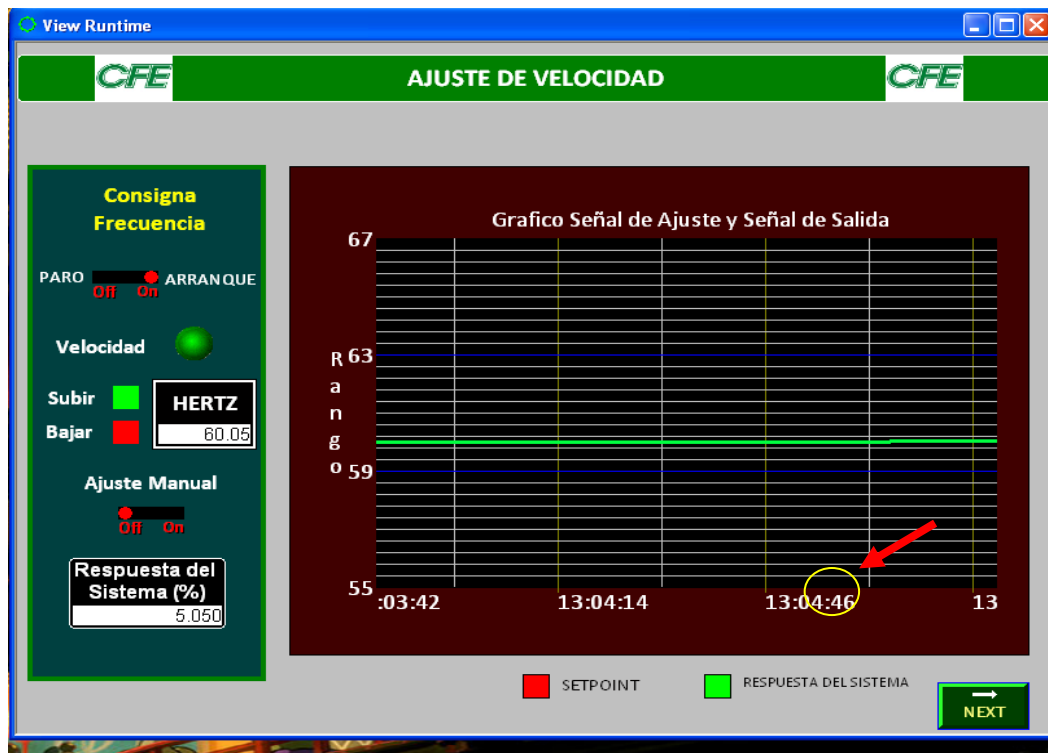 View Runtime
CFE
AJUSTE DE VELOCIDAD
CFE
Consigna
Frecuencia
PARO
ARRANQUE
Off On
Velocidad
Subir
Bajar
HERTZ
60.05
Ajuste Manual
Off On
Respuesta del
Sistema (%)
5.050
Grafico Señal de Ajuste y Señal de Salida
67
63
59
55
Rango
:03:42
13:04:14
13:04:46
13
SETPOINT
RESPUESTA DEL SISTEMA
NEXT